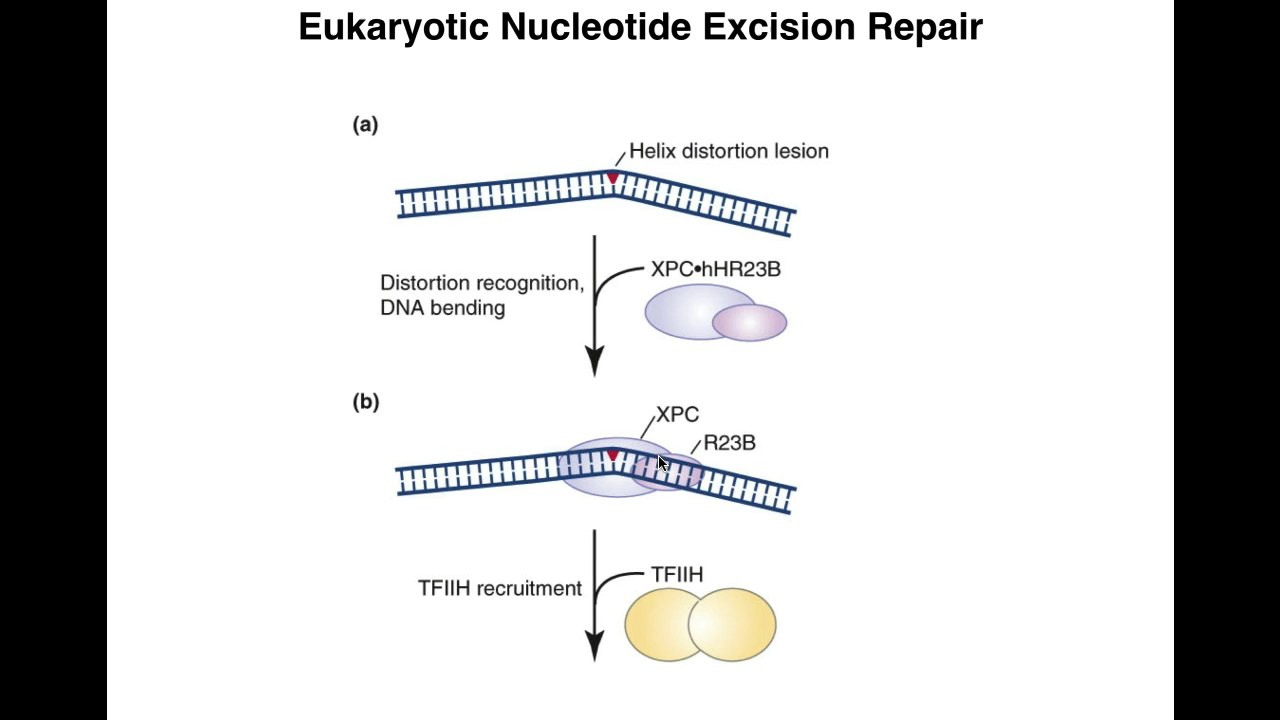 Eukaryotic Nucleotide Excision Repair
(a)
Helix distortion lesion
Distortion recognition,
DNA bending
XPC•hHR23B
(b)
XPC
R23B
TFIIH recruitment
TFIIH